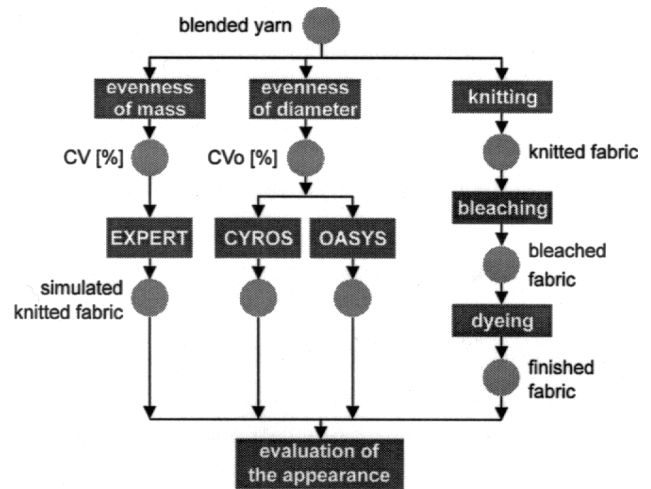 blended yarn
evenness
of mass
evenness
of diameter
knitting
CV [%]
CVo [%]
knitted fabric
bleaching
EXPERT
CYROS
OASYS
bleached
fabric
simulated
knitted fabric
dyeing
finished
fabric
evaluation of
the appearance